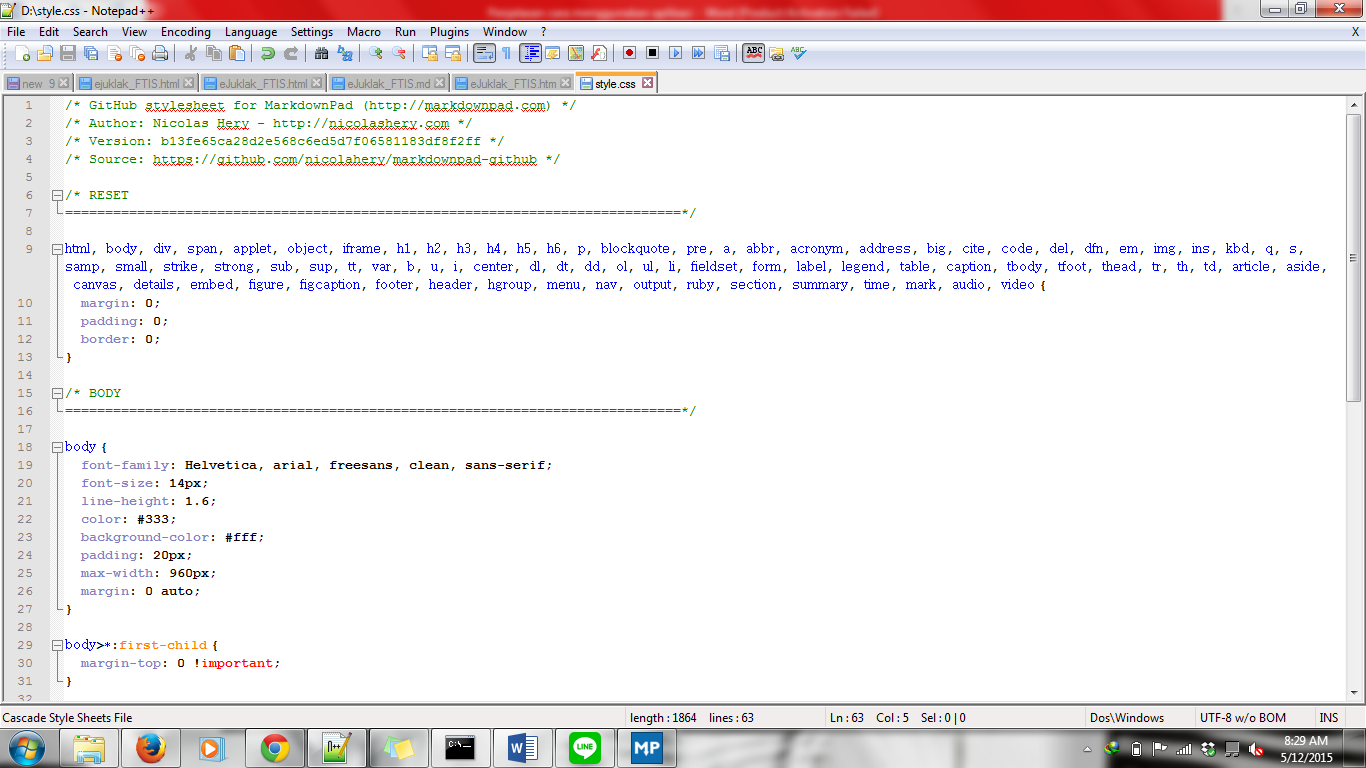 D:\style.css - Notepad++
File Edit Search View Encoding Language Settings Macro Run Plugins Window ? X
new 9 ejuklak_FTIS.html eJuklak_FTIS.html eJuklak_FTIS.md eJuklak_FTIS.htm style.css
1 /* GitHub stylesheet for MarkdownPad (http://markdownpad.com) */
2 /* Author: Nicolas Hery - http://nicolashery.com */
3 /* Version: b13fe65ca28d2e568c6ed5d7f06581183df8f2ff */
4 /* Source: https://github.com/nicolahery/markdownpad-github */
5
6 /* RESET
7 =============================================================================*/
8
9 html, body, div, span, applet, object, iframe, h1, h2, h3, h4, h5, h6, p, blockquote, pre, a, abbr, acronym, address, big, cite, code, del, dfn, em, img, ins, kbd, q, s,
samp, small, strike, strong, sub, sup, tt, var, b, u, i, center, dl, dt, dd, ol, ul, li, fieldset, form, label, legend, table, caption, tbody, tfoot, thead, tr, th, td, article, aside,
canvas, details, embed, figure, figcaption, footer, header, hgroup, menu, nav, output, ruby, section, summary, time, mark, audio, video {
10 margin: 0;
11 padding: 0;
12 border: 0;
13 }
14
15 /* BODY
16 =============================================================================*/
17
18 body {
19 font-family: Helvetica, arial, freesans, clean, sans-serif;
20 font-size: 14px;
21 line-height: 1.6;
22 color: #333;
23 background-color: #fff;
24 padding: 20px;
25 max-width: 960px;
26 margin: 0 auto;
27 }
28
29 body>*:first-child {
30 margin-top: 0 !important;
31 }
32
Cascade Style Sheets File length : 1864 lines : 63 Ln : 63 Col : 5 Sel : 0 | 0 Dos\Windows UTF-8 w/o BOM INS
8:29 AM
5/12/2015